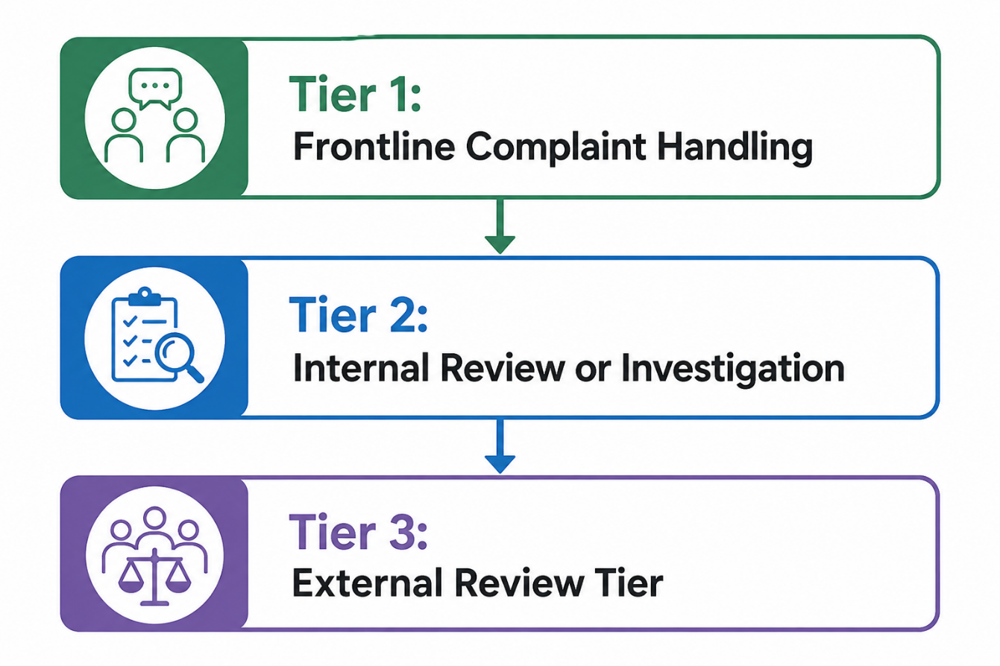 Tier 1:
Frontline Complaint Handling
Tier 2:
Internal Review or Investigation
Tier 3:
External Review Tier